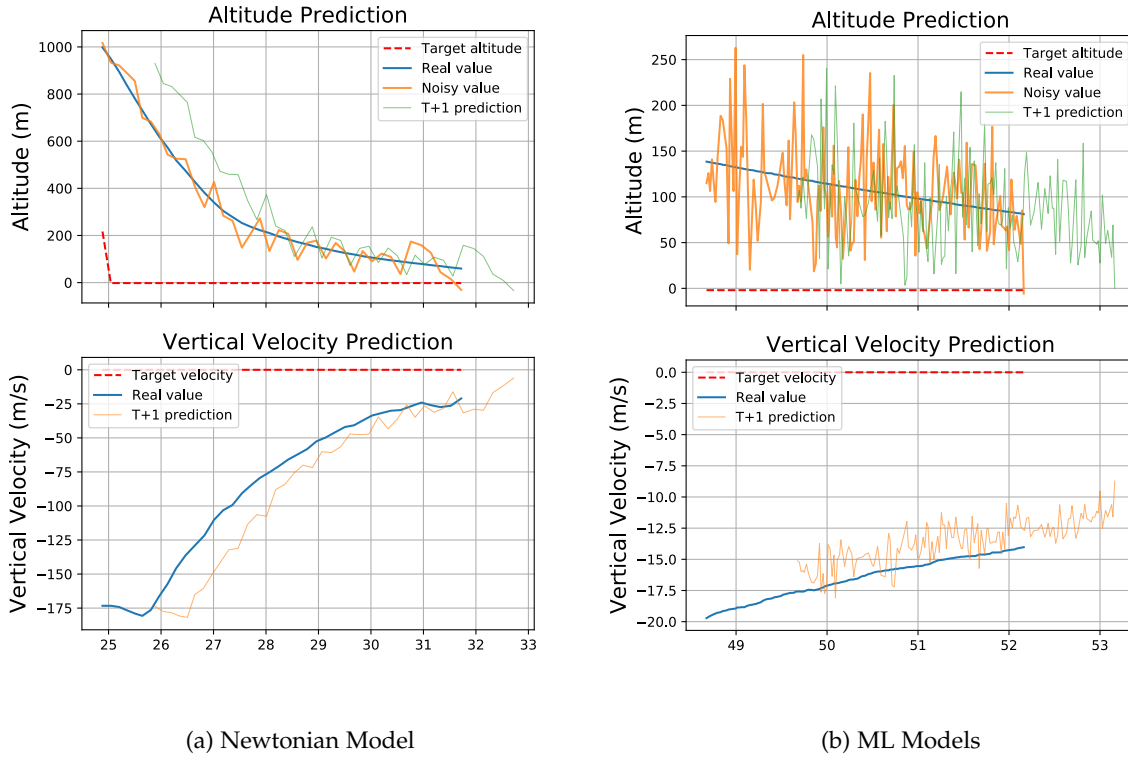 Altitude Prediction
Altitude (m)
1000
800
600
400
200
0
Target altitude
Real value
Noisy value
T+1 prediction
Vertical Velocity Prediction
Vertical Velocity (m/s)
0
−25
−50
−75
−100
−125
−150
−175
Target velocity
Real value
T+1 prediction
25 26 27 28 29 30 31 32 33
(a) Newtonian Model
Altitude Prediction
Altitude (m)
250
200
150
100
50
0
Target altitude
Real value
Noisy value
T+1 prediction
Vertical Velocity Prediction
Vertical Velocity (m/s)
0.0
−2.5
−5.0
−7.5
−10.0
−12.5
−15.0
−17.5
−20.0
Target velocity
Real value
T+1 prediction
49 50 51 52 53
(b) ML Models